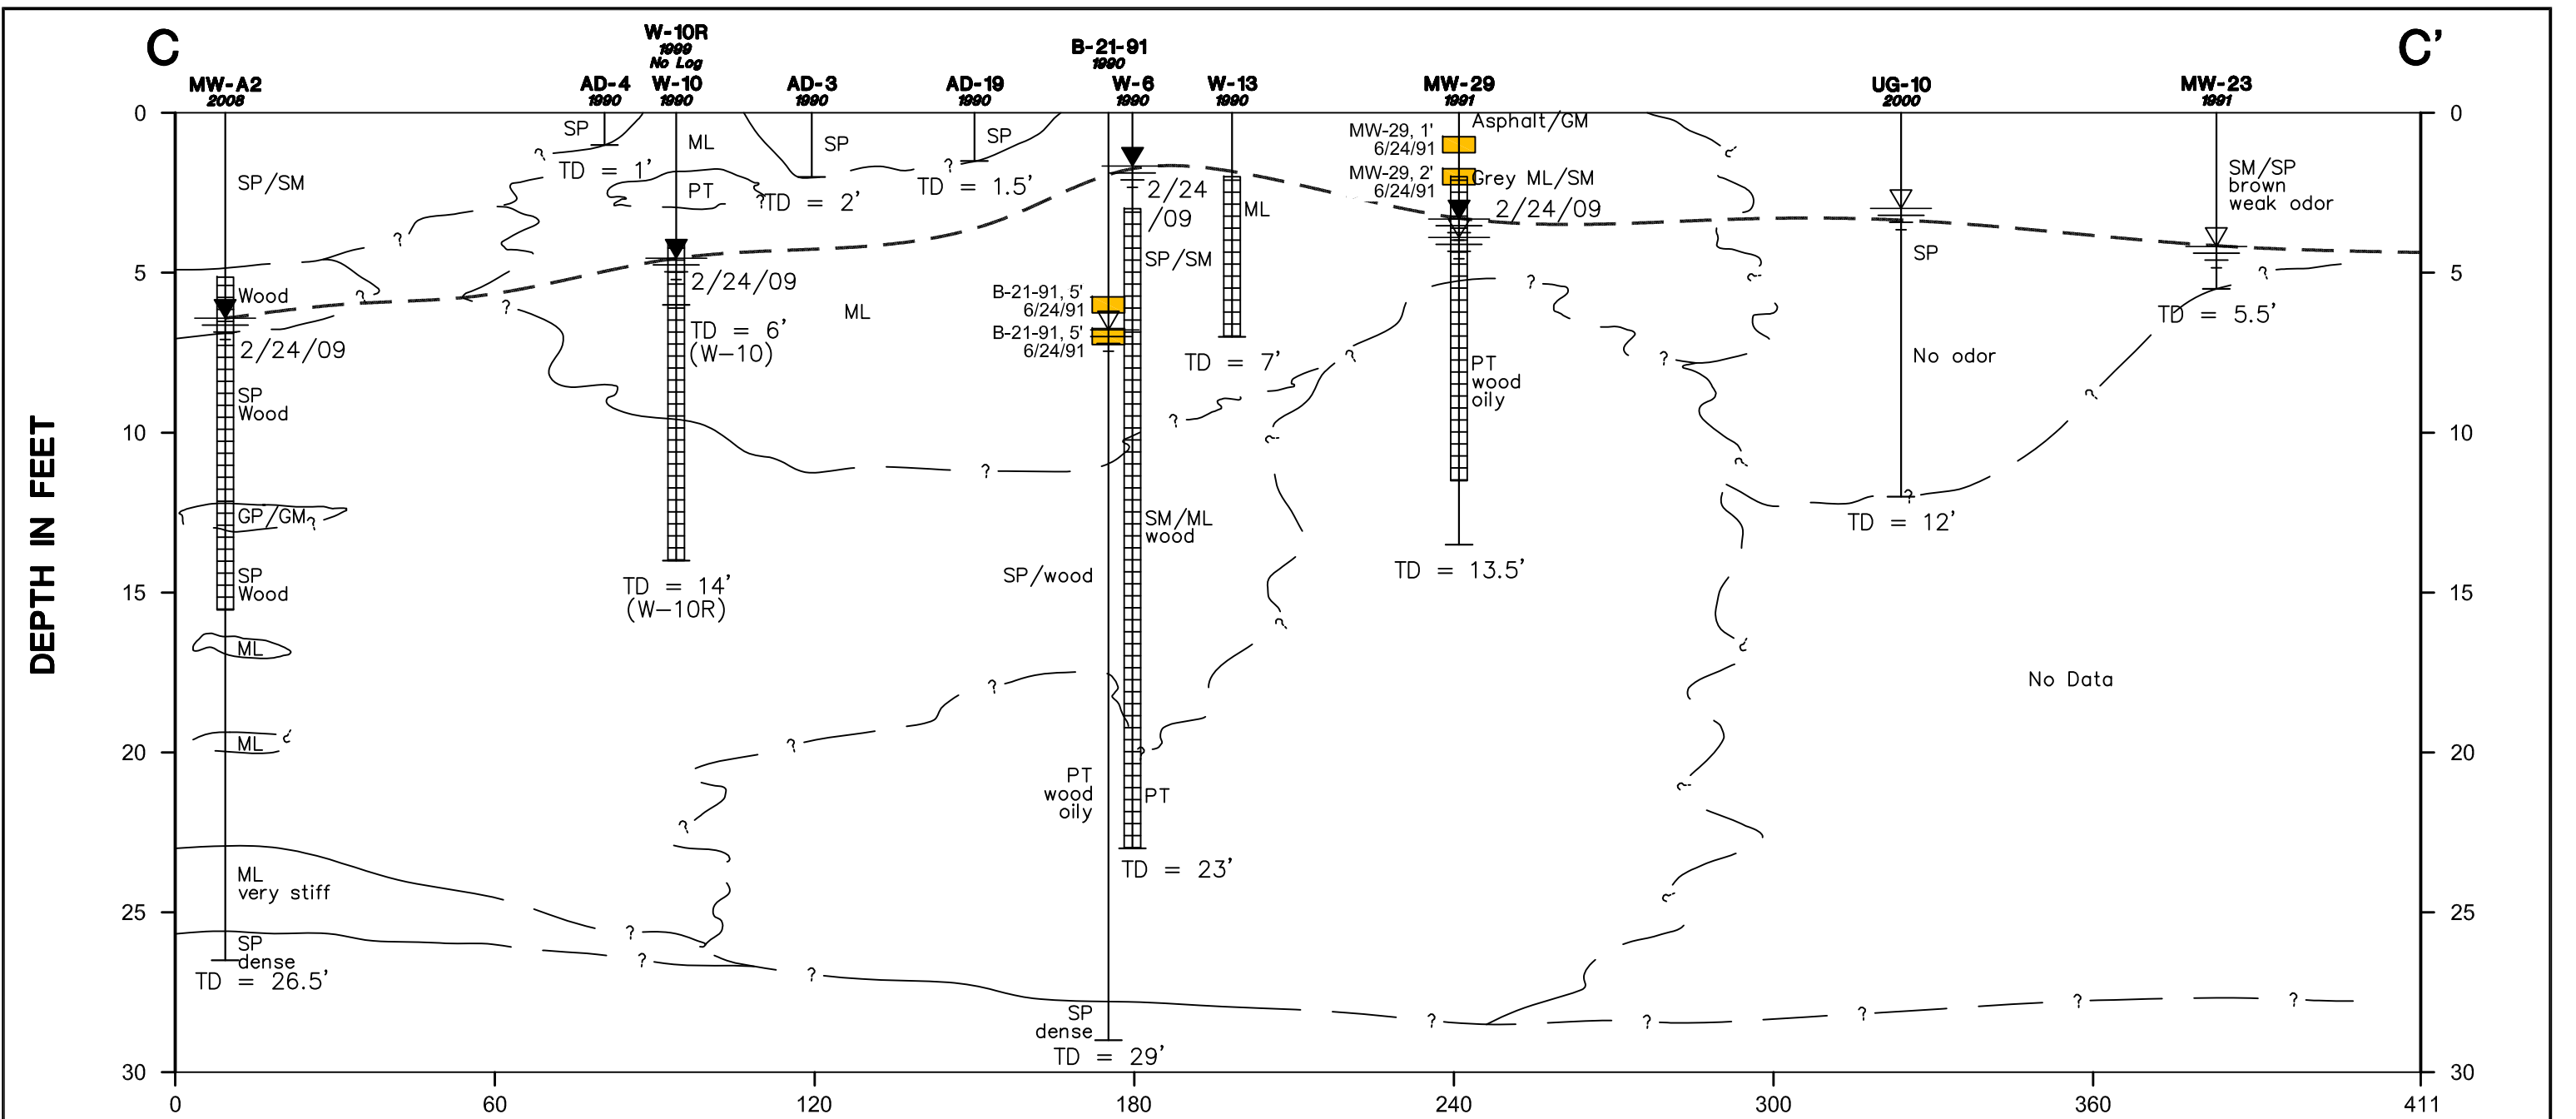 C
C'
W-10R
1999
No Log
B-21-91
1990
MW-A2
2008
AD-4
1990
W-10
1990
AD-3
1990
AD-19
1990
W-6
1990
W-13
1990
MW-29
1991
UG-10
2000
MW-23
1991
DEPTH IN FEET
0
5
10
15
20
25
30
0
5
10
15
20
25
30
0
60
120
180
240
300
360
411
SP/SM
Wood
2/24/09
SP
Wood
GP/GM
?
SP
Wood
ML
ML
?
ML
very stiff
SP
dense
TD = 26.5'
?
?
SP
?
TD = 1'
ML
PT
?
?
2/24/09
TD = 6'
(W-10)
TD = 14'
(W-10R)
SP
TD = 2'
SP
?
TD = 1.5'
ML
?
?
2/24
/09
SP/SM
B-21-91, 5'
6/24/91
B-21-91, 5'
6/24/91
ML
TD = 7'
?
?
?
SM/ML
wood
SP/wood
?
?
?
?
?
PT
wood
oily
PT
TD = 23'
?
?
?
SP
dense
TD = 29'
MW-29, 1'
6/24/91
MW-29, 2'
6/24/91
Asphalt/GM
Grey ML/SM
2/24/09
?
?
?
PT
wood
oily
TD = 13.5'
?
?
?
?
?
?
?
SP
No odor
?
TD = 12'
SM/SP
brown
weak odor
?
TD = 5.5'
?
No Data
?
?
?
?
?